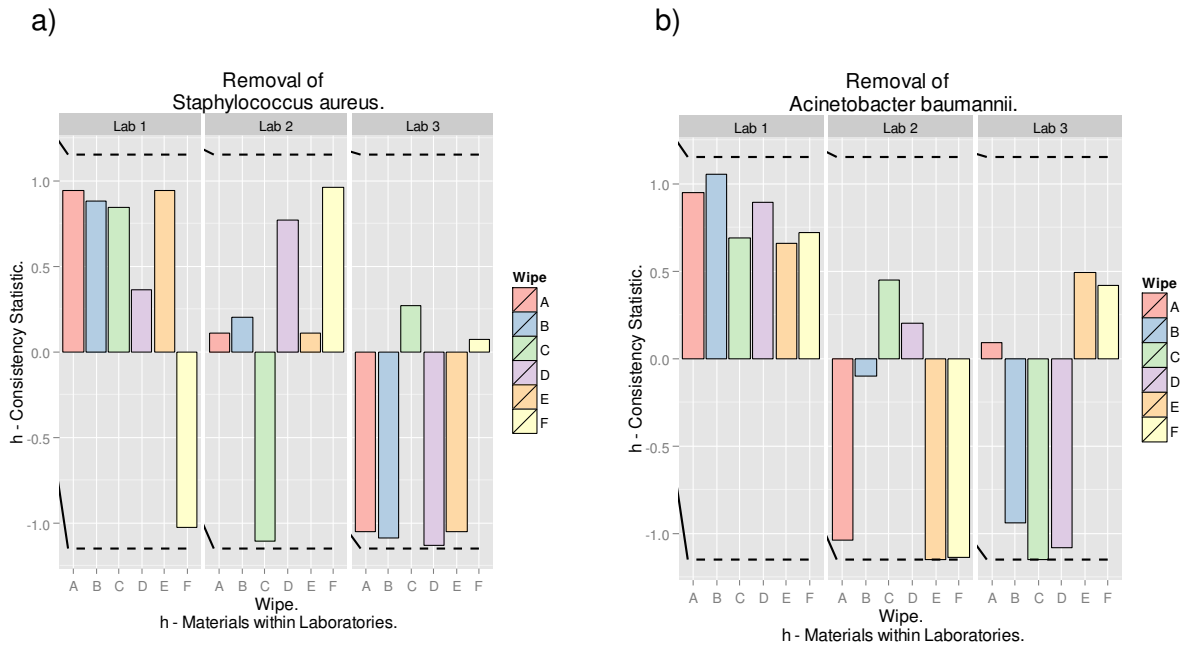 a)
Removal of
Staphylococcus aureus.
Lab 1 Lab 2 Lab 3
1.0
0.5
0.0
-0.5
-1.0
h - Consistency Statistic.
A B C D E F A B C D E F A B C D E F
Wipe.
h - Materials within Laboratories.
Wipe
A
B
C
D
E
F
b)
Removal of
Acinetobacter baumannii.
Lab 1 Lab 2 Lab 3
1.0
0.5
0.0
-0.5
-1.0
h - Consistency Statistic.
A B C D E F A B C D E F A B C D E F
Wipe.
h - Materials within Laboratories.
Wipe
A
B
C
D
E
F